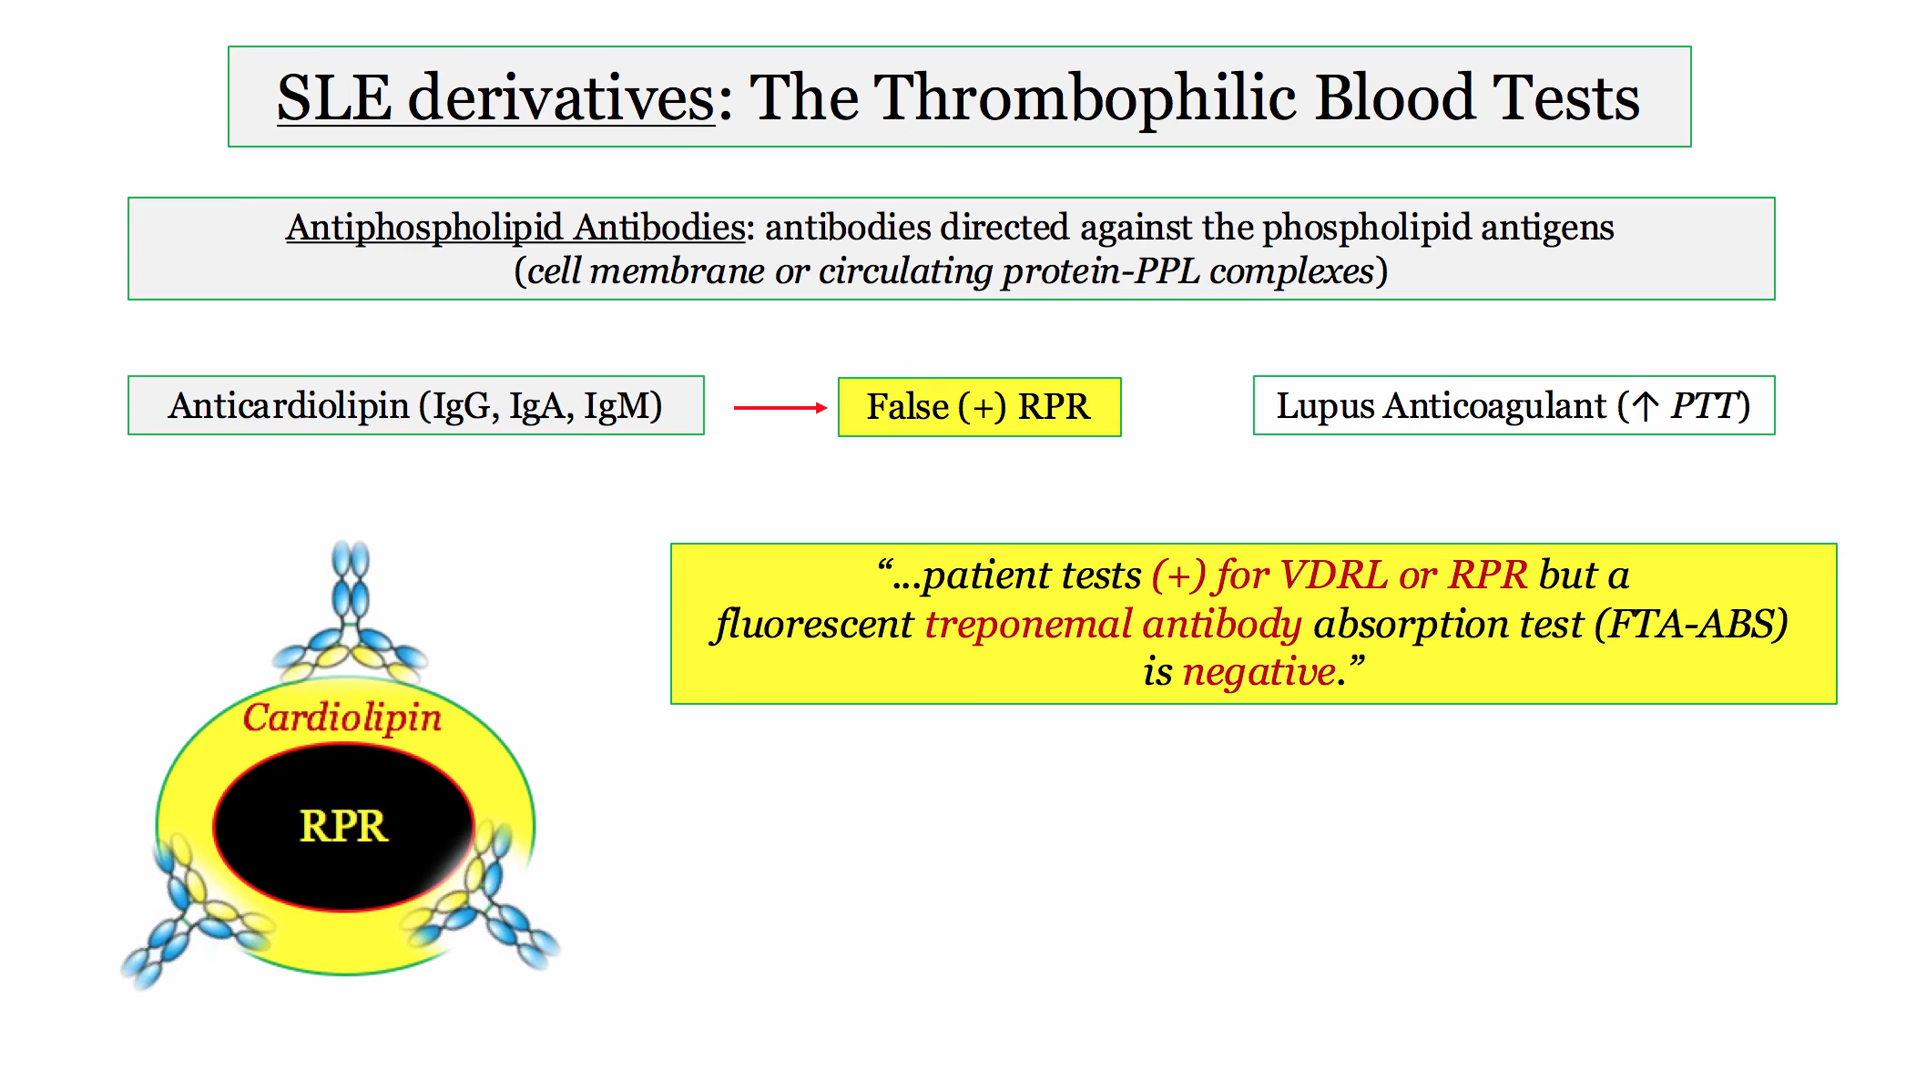 SLE derivatives: The Thrombophilic Blood Tests
Antiphospholipid Antibodies: antibodies directed against the phospholipid antigens
(cell membrane or circulating protein-PPL complexes)
Anticardiolipin (IgG, IgA, IgM)
False (+) RPR
Lupus Anticoagulant (↑ PTT)
“...patient tests (+) for VDRL or RPR but a
fluorescent treponemal antibody absorption test (FTA-ABS)
is negative.”
Cardiolipin
RPR